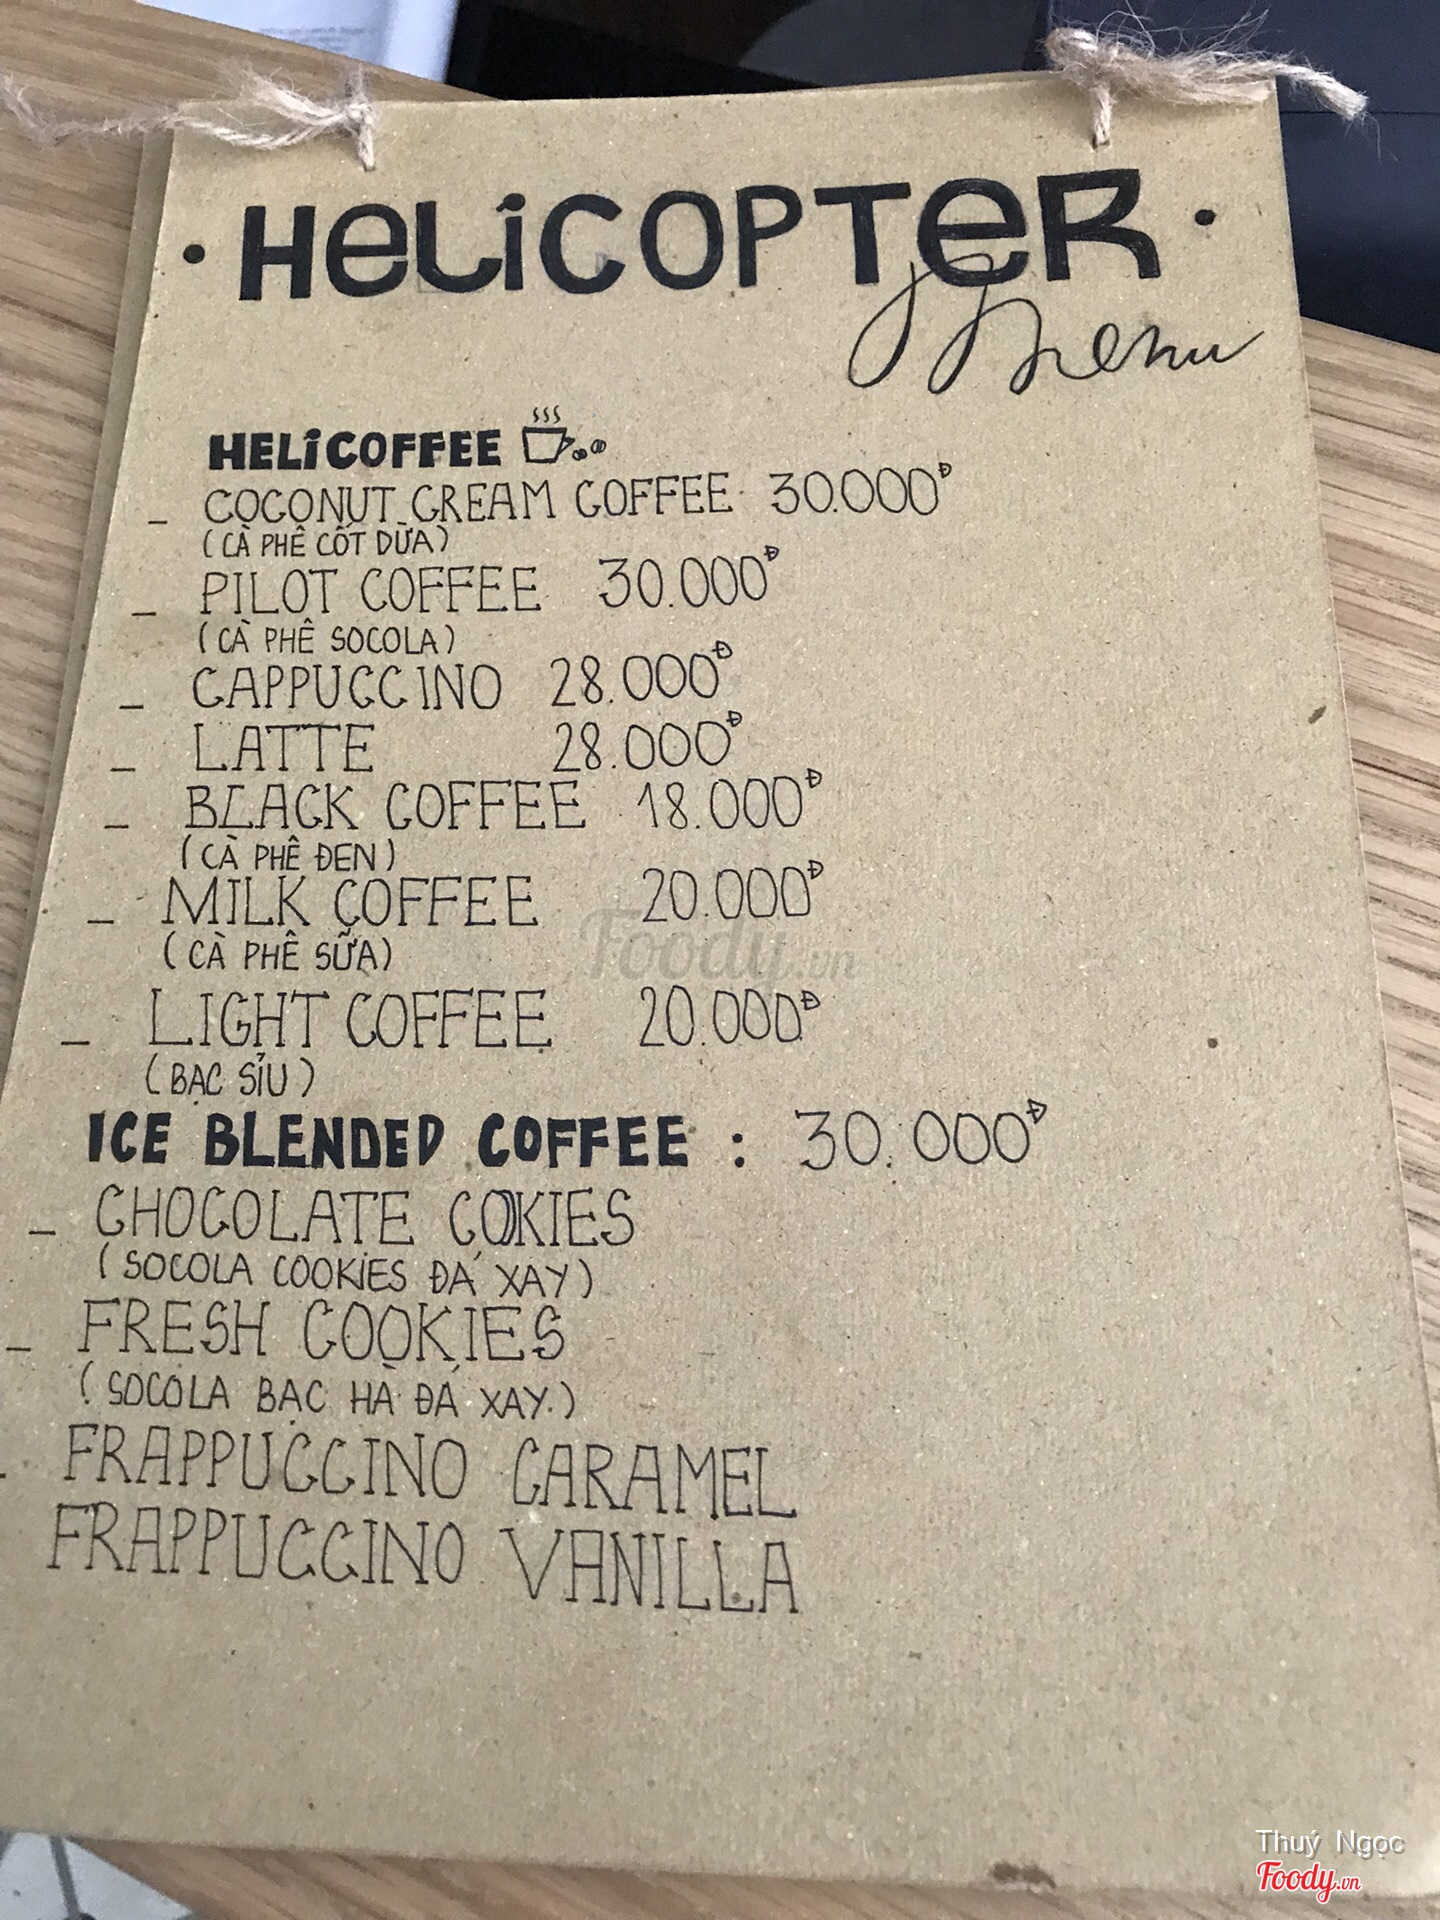 • HELiCOPTER •
Menu
HELiCOFFEE
_ COCONUT CREAM COFFEE 30.000Đ
(CÀ PHÊ CỐT DỪA)
_ PILOT COFFEE 30.000Đ
(CÀ PHÊ SOCOLA)
_ CAPPUCCINO 28.000Đ
_ LATTE 28.000Đ
_ BLACK COFFEE 18.000Đ
(CÀ PHÊ ĐEN)
_ MILK COFFEE 20.000Đ
(CÀ PHÊ SỮA)
Foody.vn
_ LIGHT COFFEE 20.000Đ
(BẠC SỈU)
ICE BLENDED COFFEE : 30.000Đ
_ CHOCOLATE COOKIES
(SOCOLA COOKIES ĐÁ XAY)
_ FRESH COOKIES
(SOCOLA BẠC HÀ ĐÁ XAY.)
- FRAPPUCCINO CARAMEL
FRAPPUCCINO VANILLA
Thuý Ngọc
Foody.vn